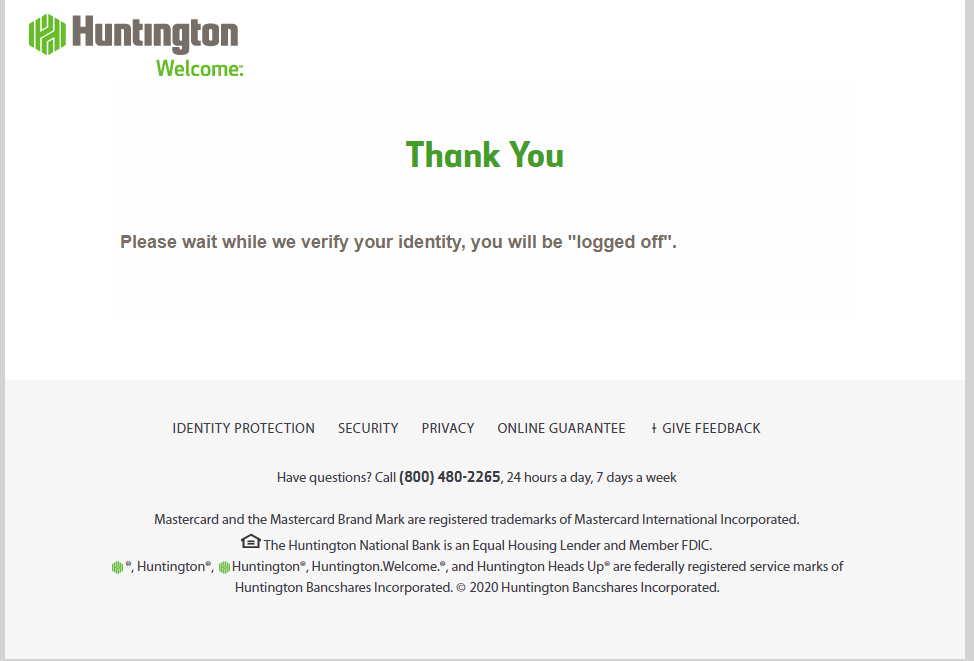 Huntington
Welcome.®
Thank You
Please wait while we verify your identity, you will be "logged off".
IDENTITY PROTECTION SECURITY PRIVACY ONLINE GUARANTEE GIVE FEEDBACK
Have questions? Call (800) 480-2265, 24 hours a day, 7 days a week
Mastercard and the Mastercard Brand Mark are registered trademarks of Mastercard International Incorporated.
The Huntington National Bank is an Equal Housing Lender and Member FDIC.
®, Huntington®, Huntington®, Huntington.Welcome.®, and Huntington Heads Up® are federally registered service marks of
Huntington Bancshares Incorporated. © 2020 Huntington Bancshares Incorporated.